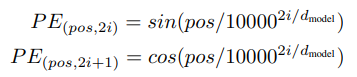 PE_{(pos,2i)} = sin(pos/10000^{2i/d_{model}})
PE_{(pos,2i+1)} = cos(pos/10000^{2i/d_{model}})